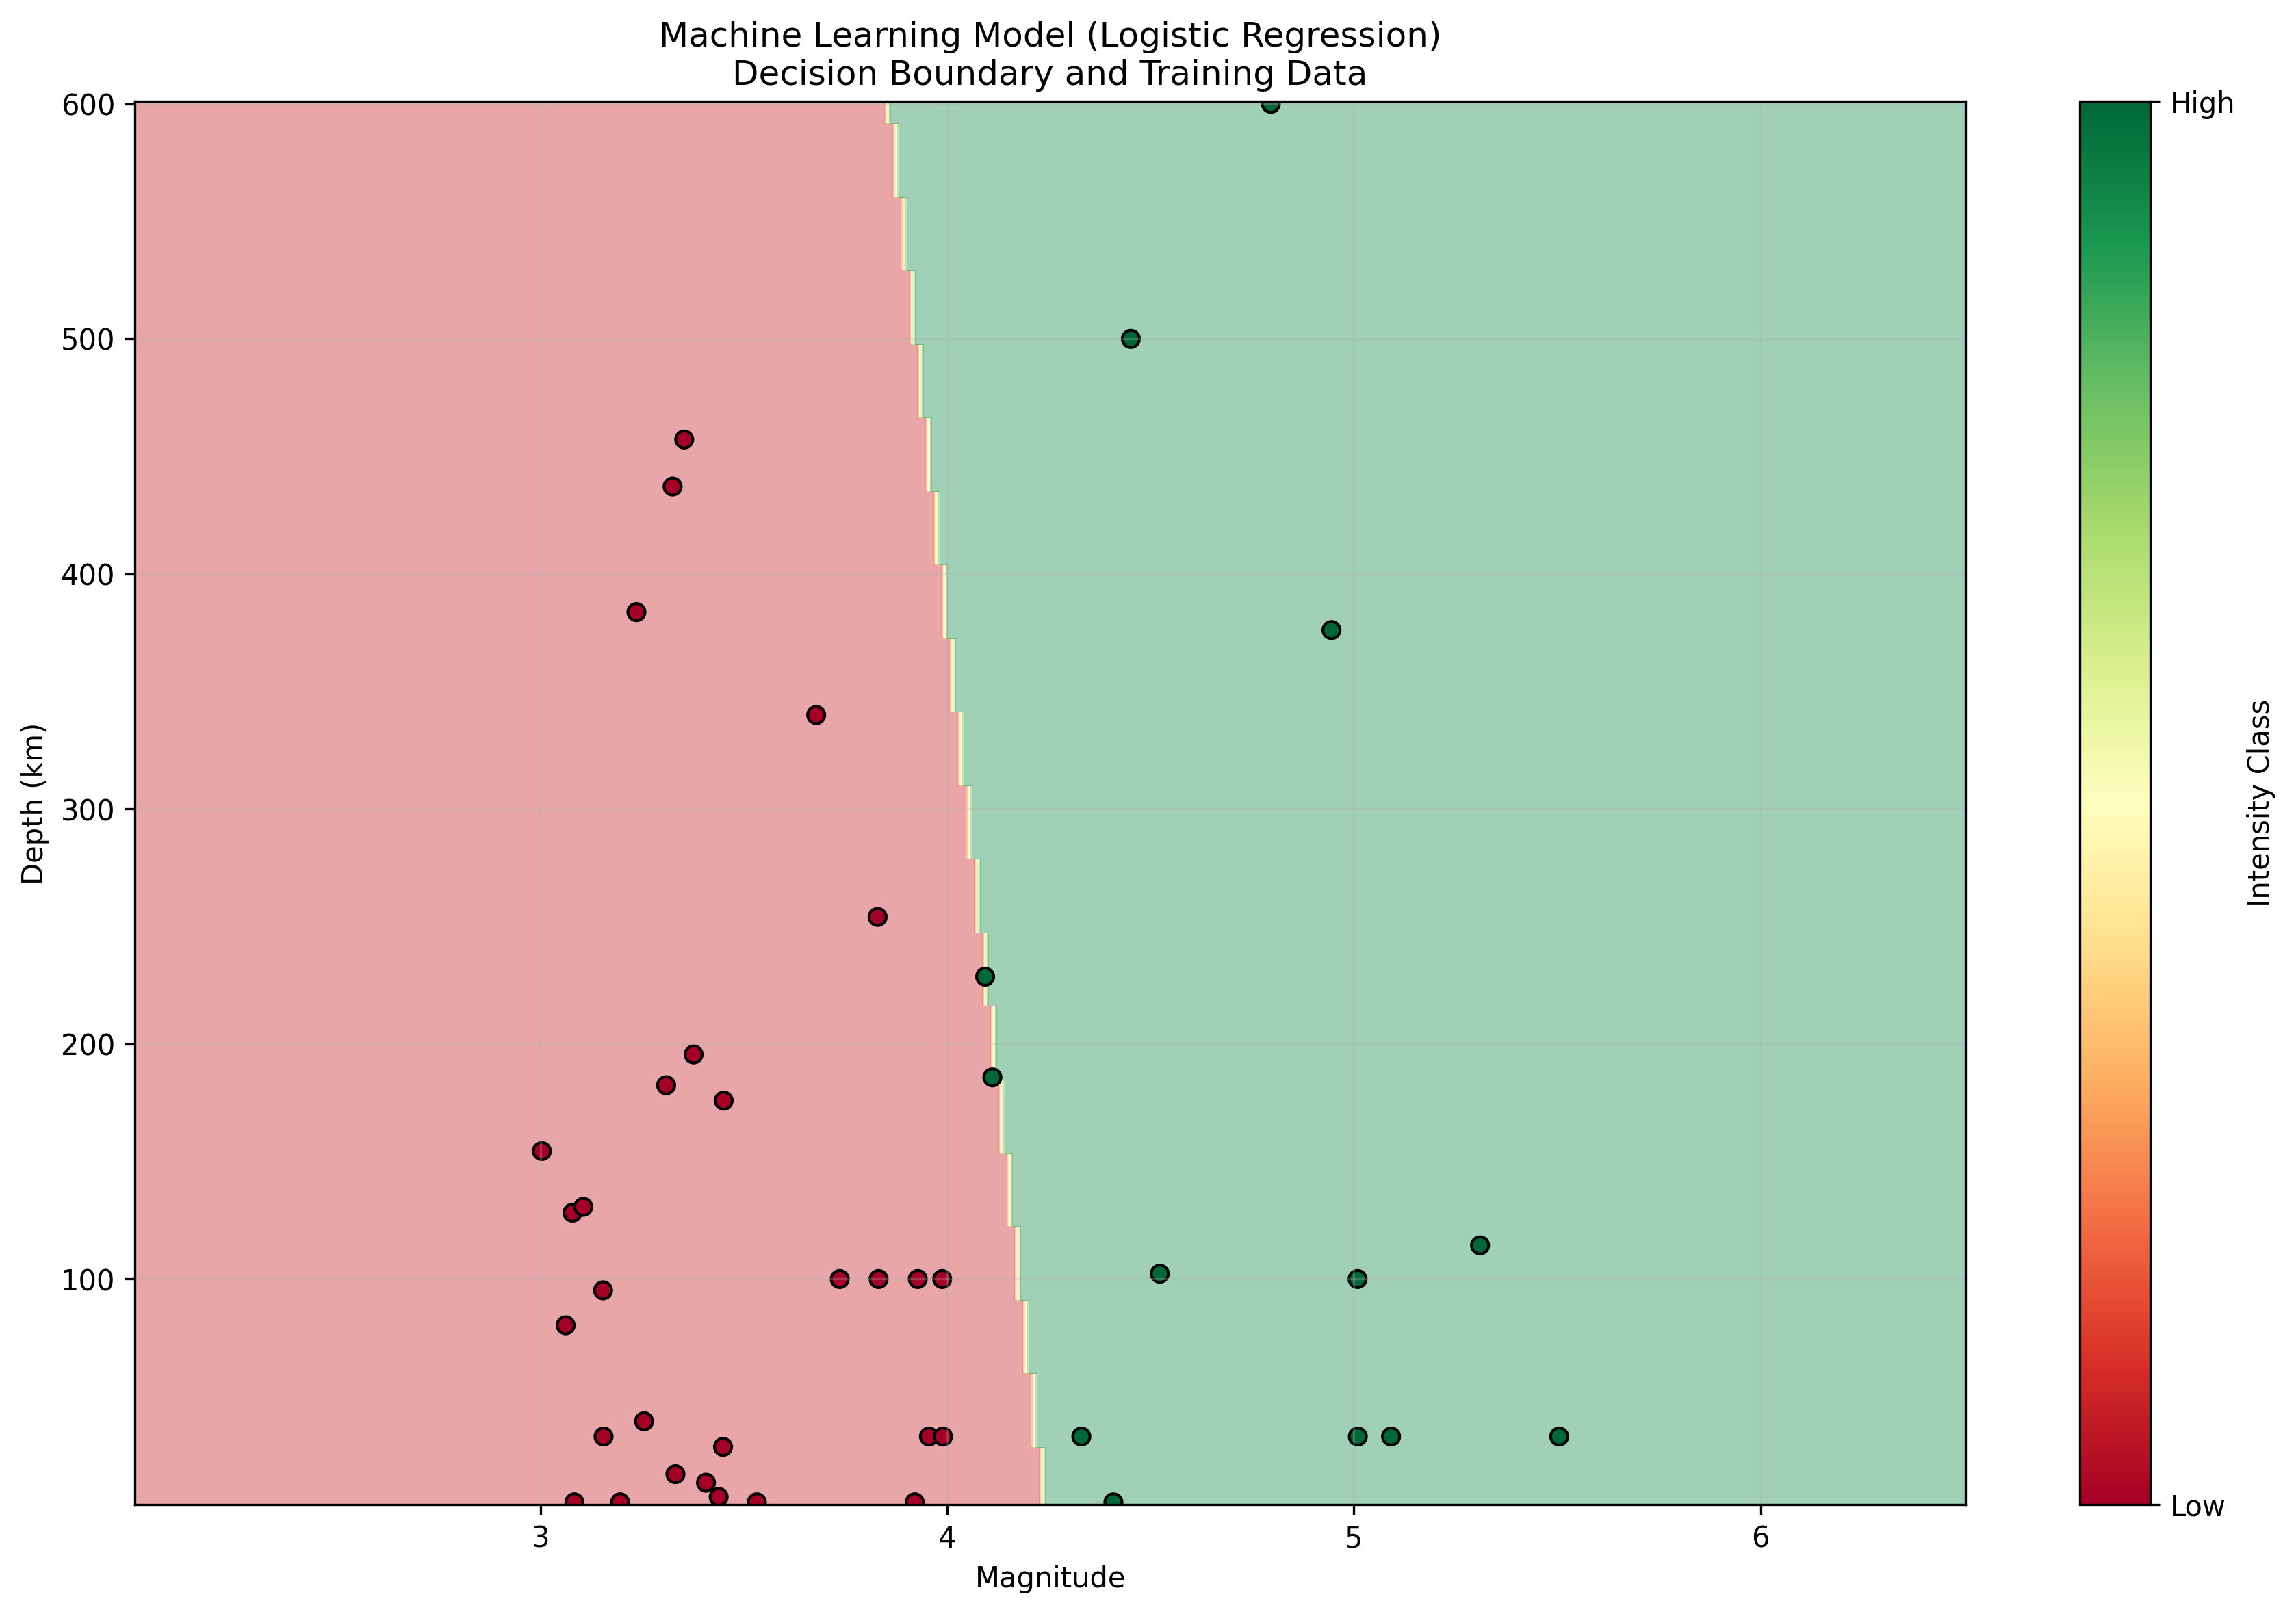 Machine Learning Model (Logistic Regression)
Decision Boundary and Training Data
600
500
400
300
200
100
Depth (km)
3
4
5
6
Magnitude
High
Low
Intensity Class